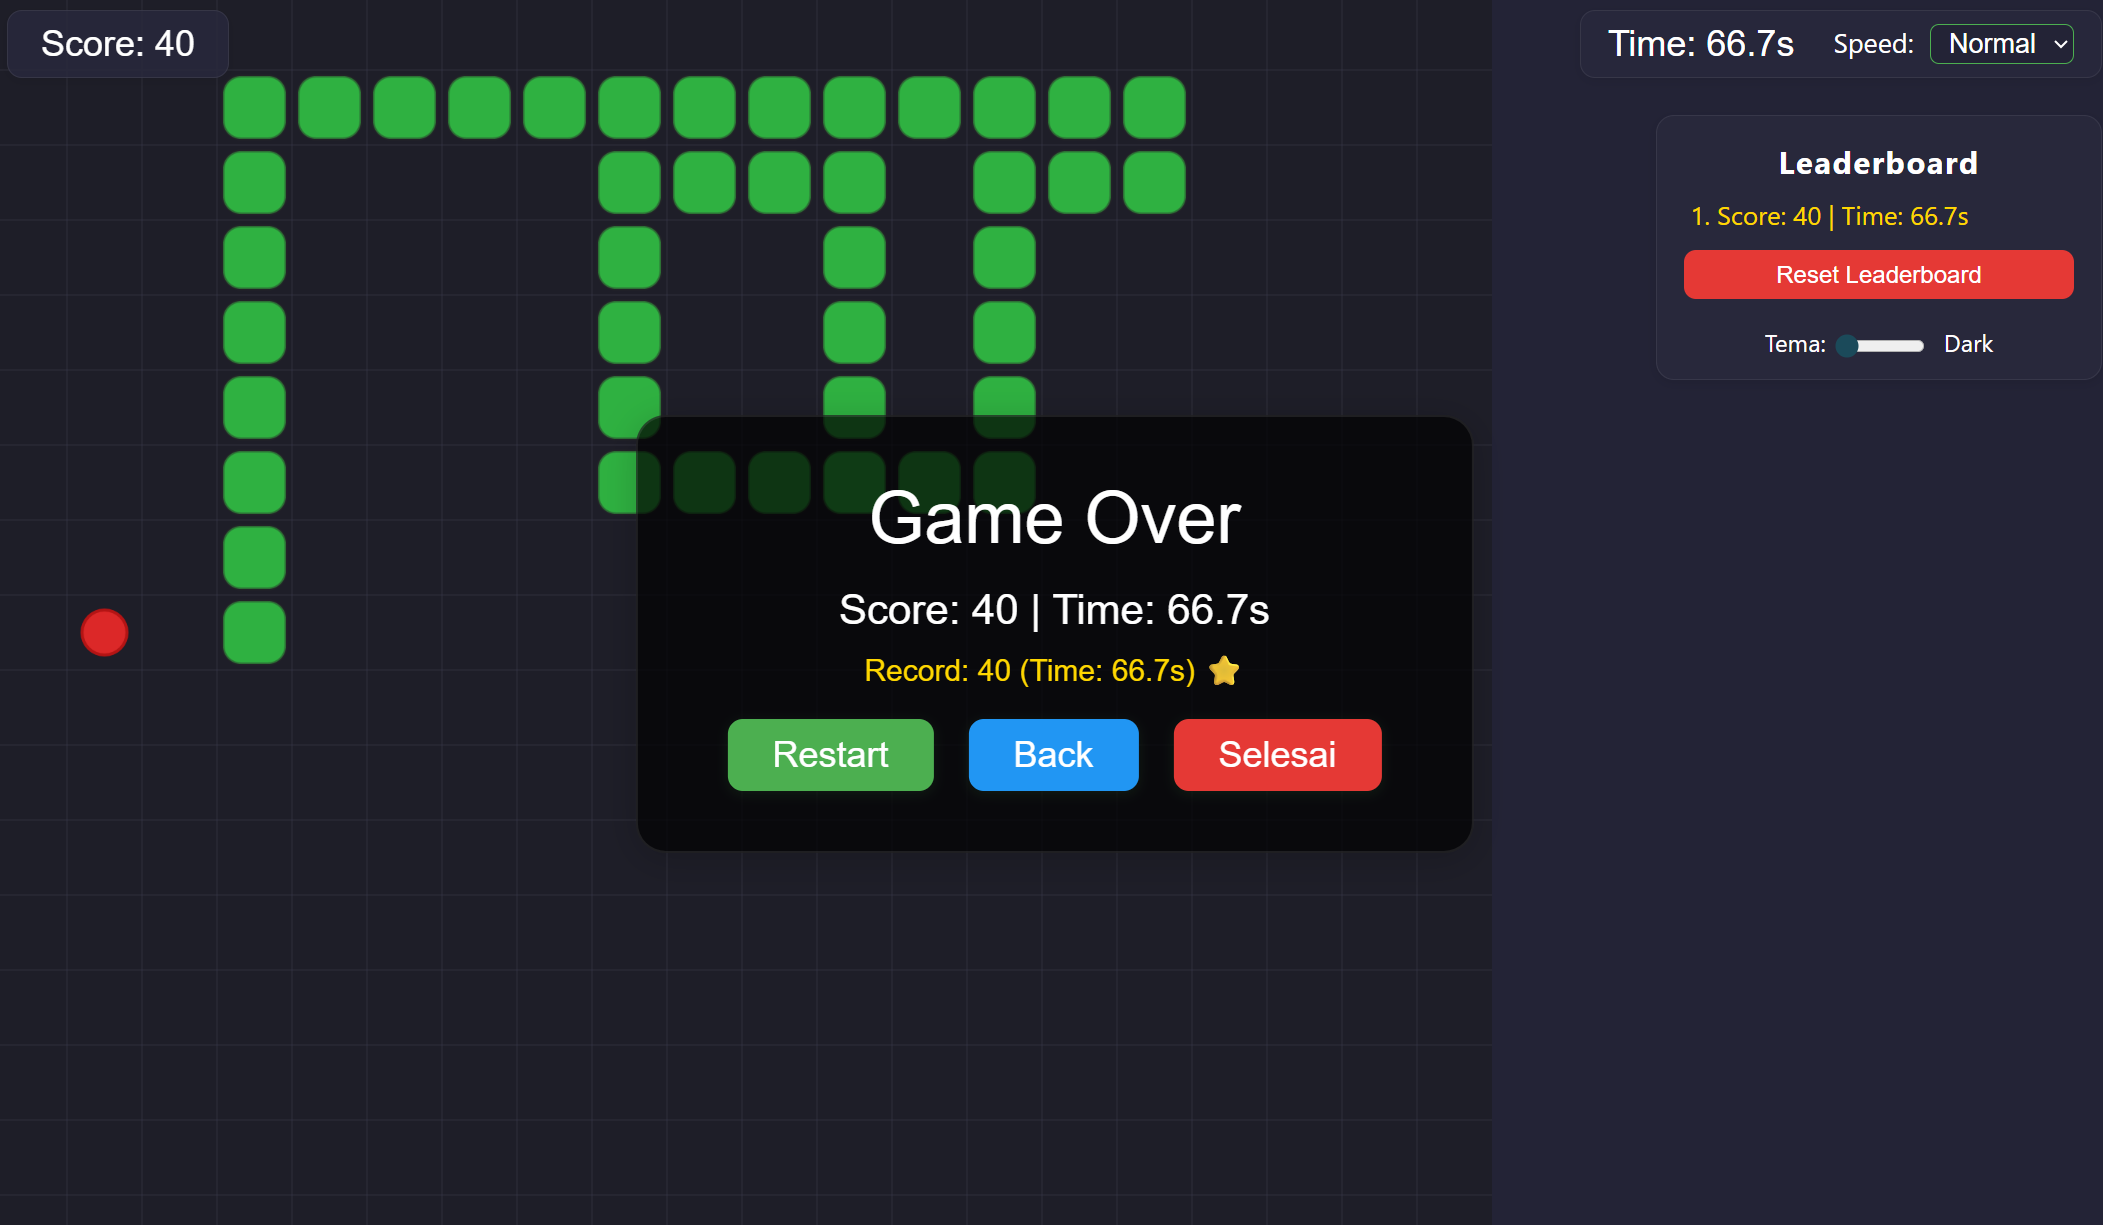 Score: 40
Time: 66.7s Speed: Normal
Leaderboard
1. Score: 40 | Time: 66.7s
Reset Leaderboard
Tema: Dark
Game Over
Score: 40 | Time: 66.7s
Record: 40 (Time: 66.7s) ⭐
Restart Back Selesai